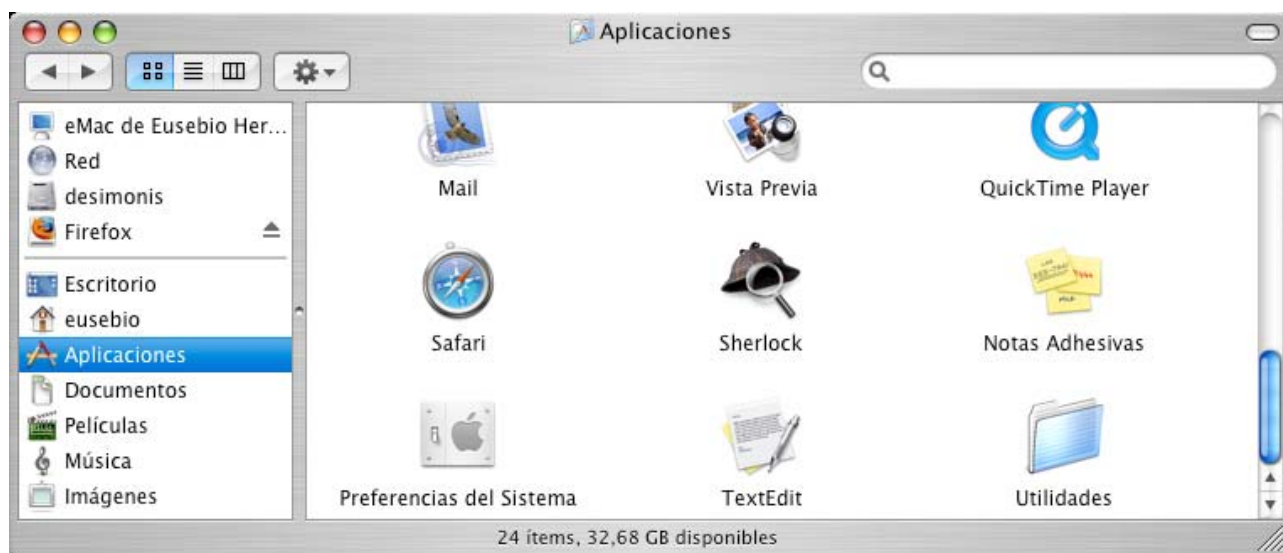 Aplicaciones
eMac de Eusebio Her...
Red
desimonis
Firefox
Escritorio
eusebio
Aplicaciones
Documentos
Películas
Música
Imágenes
Mail
Vista Previa
QuickTime Player
Safari
Sherlock
Notas Adhesivas
Preferencias del Sistema
TextEdit
Utilidades
24 ítems, 32,68 GB disponibles